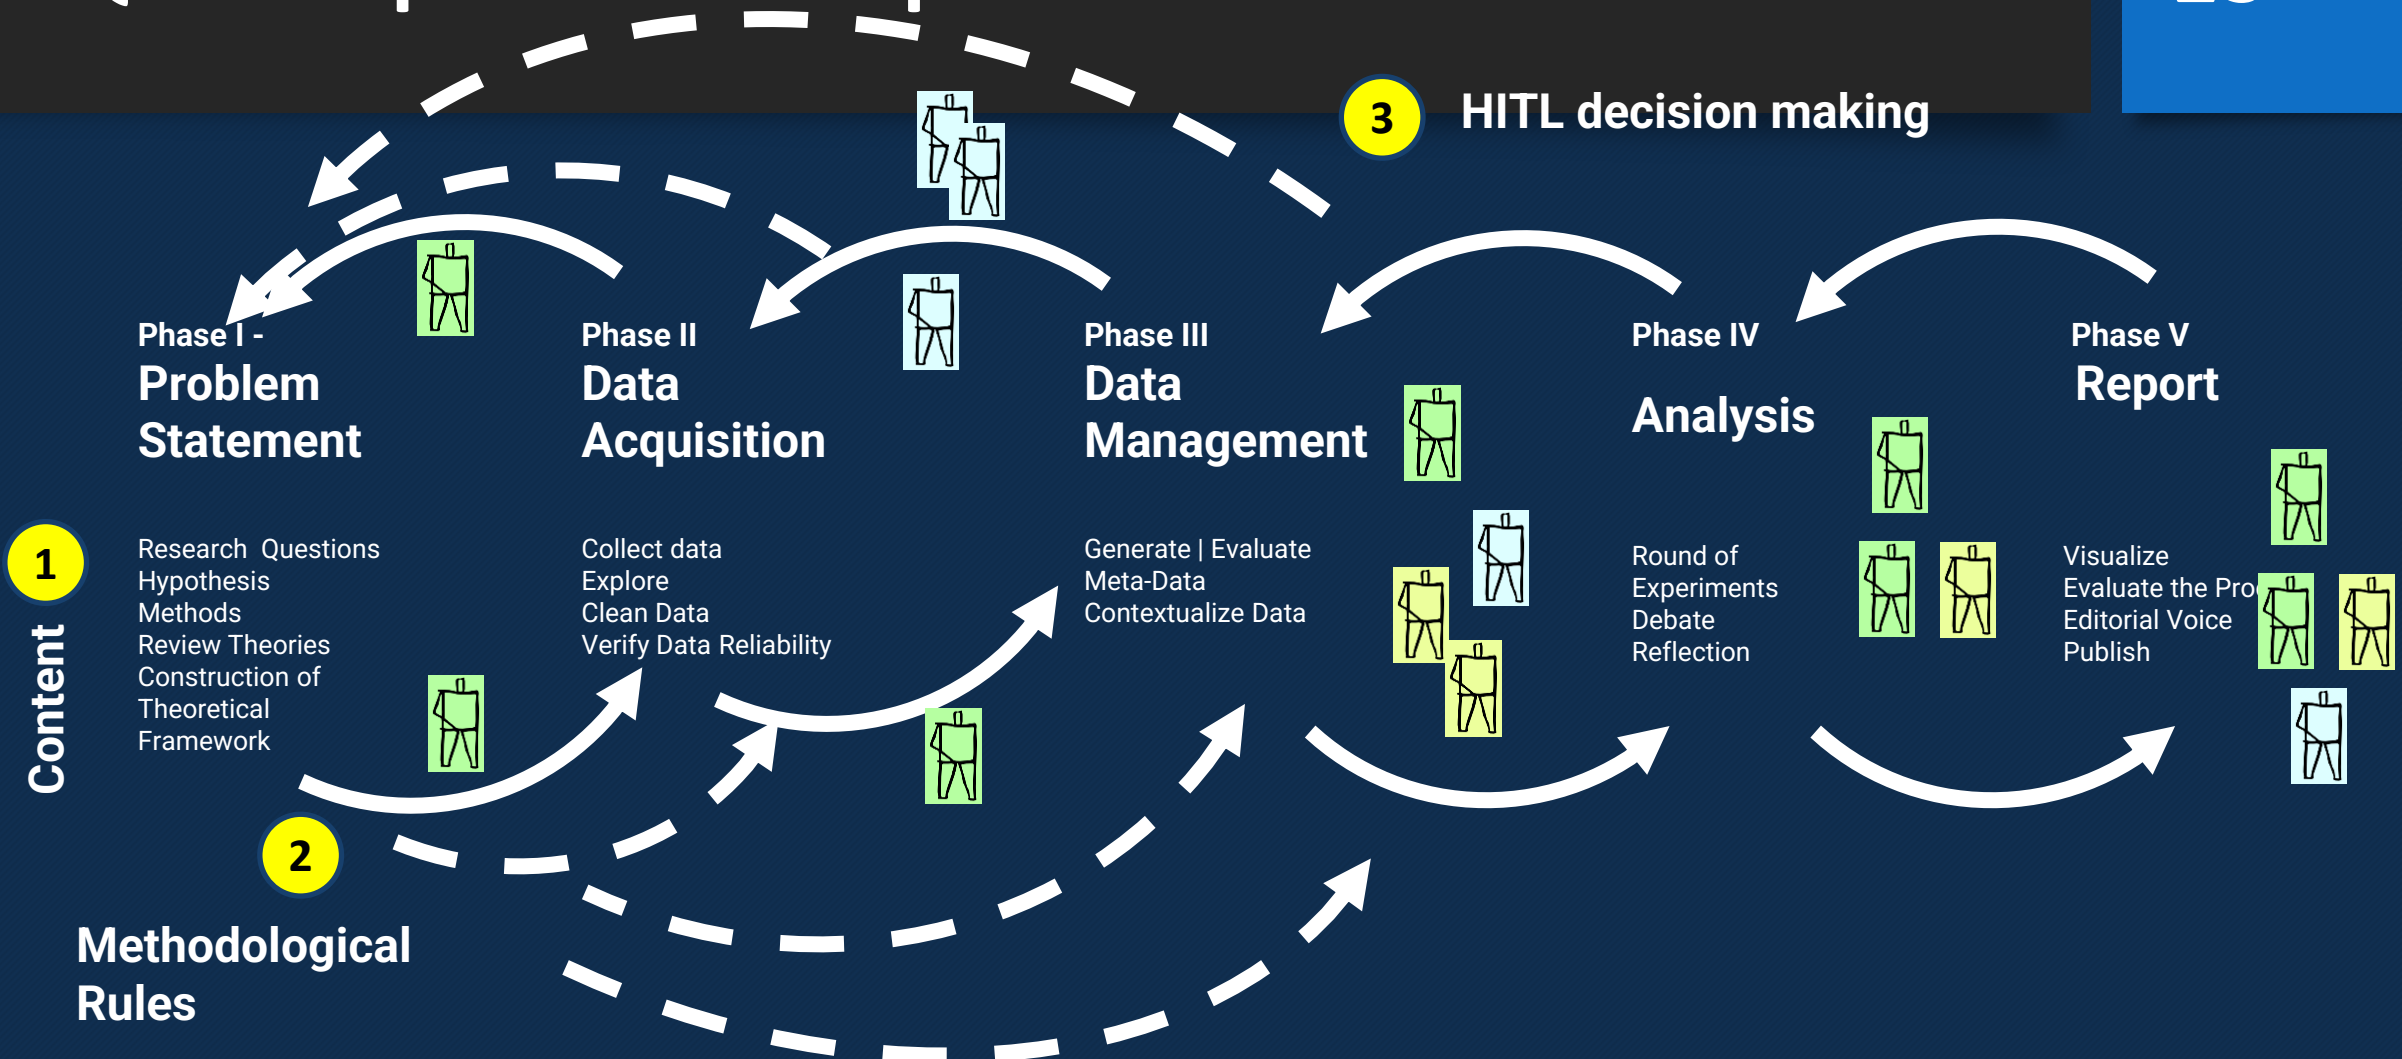 3 HITL decision making
Phase I -
Problem
Statement
Research Questions
Hypothesis
Methods
Review Theories
Construction of
Theoretical
Framework
Phase II
Data
Acquisition
Collect data
Explore
Clean Data
Verify Data Reliability
Phase III
Data
Management
Generate | Evaluate
Meta-Data
Contextualize Data
Phase IV
Analysis
Round of
Experiments
Debate
Reflection
Phase V
Report
Visualize
Evaluate the
Editorial Voice
Publish
1
Content
2
Methodological
Rules